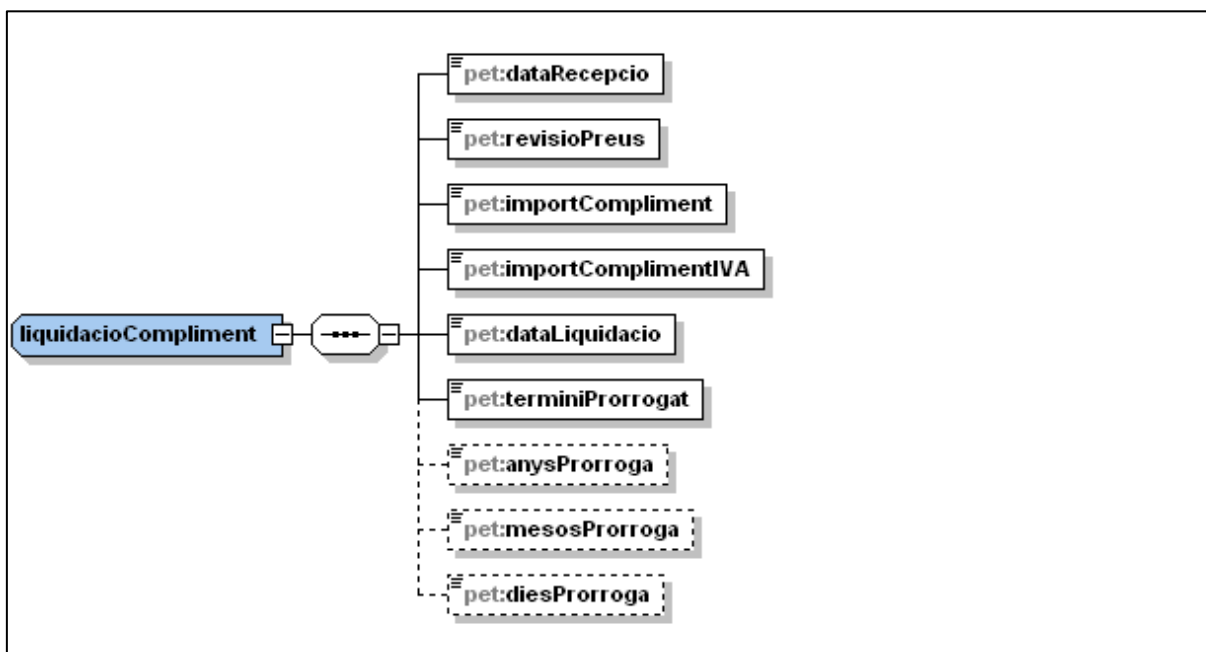 pet:dataRecepcio
pet:revisioPreus
pet:importCompliment
pet:importComplimentIVA
liquidacioCompliment
pet:dataLiquidacio
pet:terminiProrrogat
pet:anysProrroga
pet:mesosProrroga
pet:diesProrroga